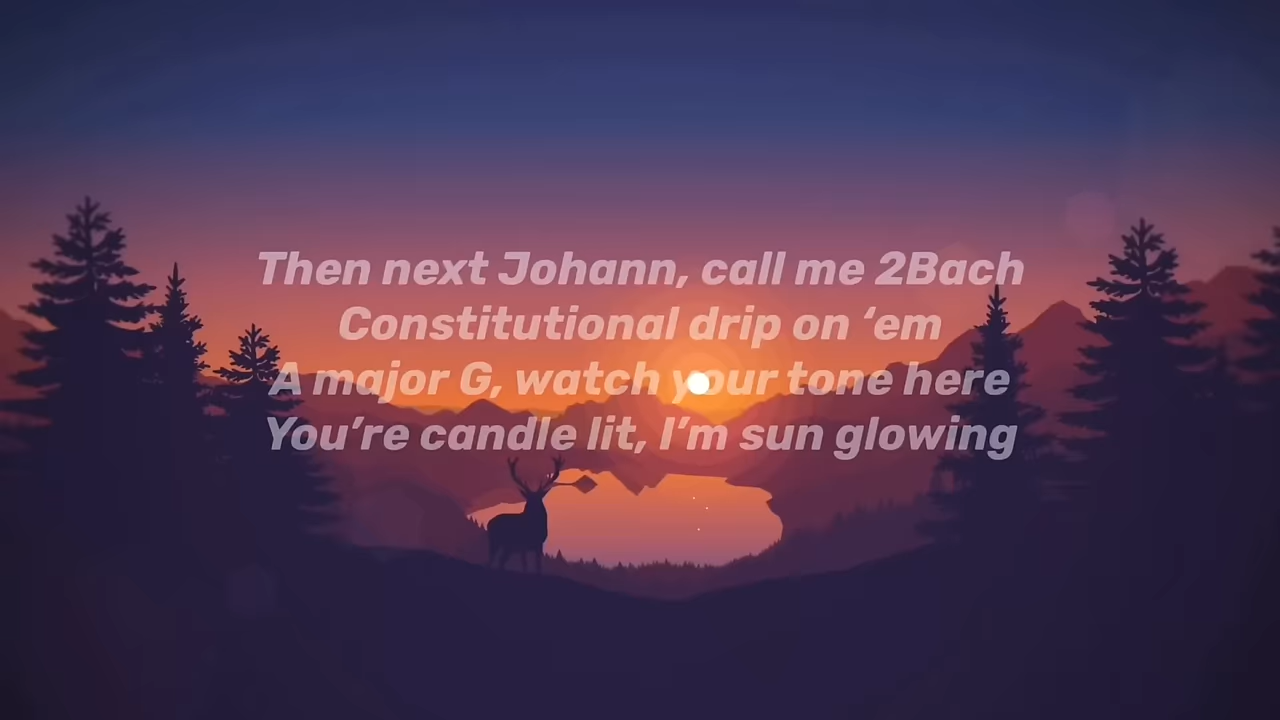 Then next Johann, call me 2Bach
Constitutional drip on ‘em
A major G, watch your tone here
You’re candle lit, I’m sun glowing